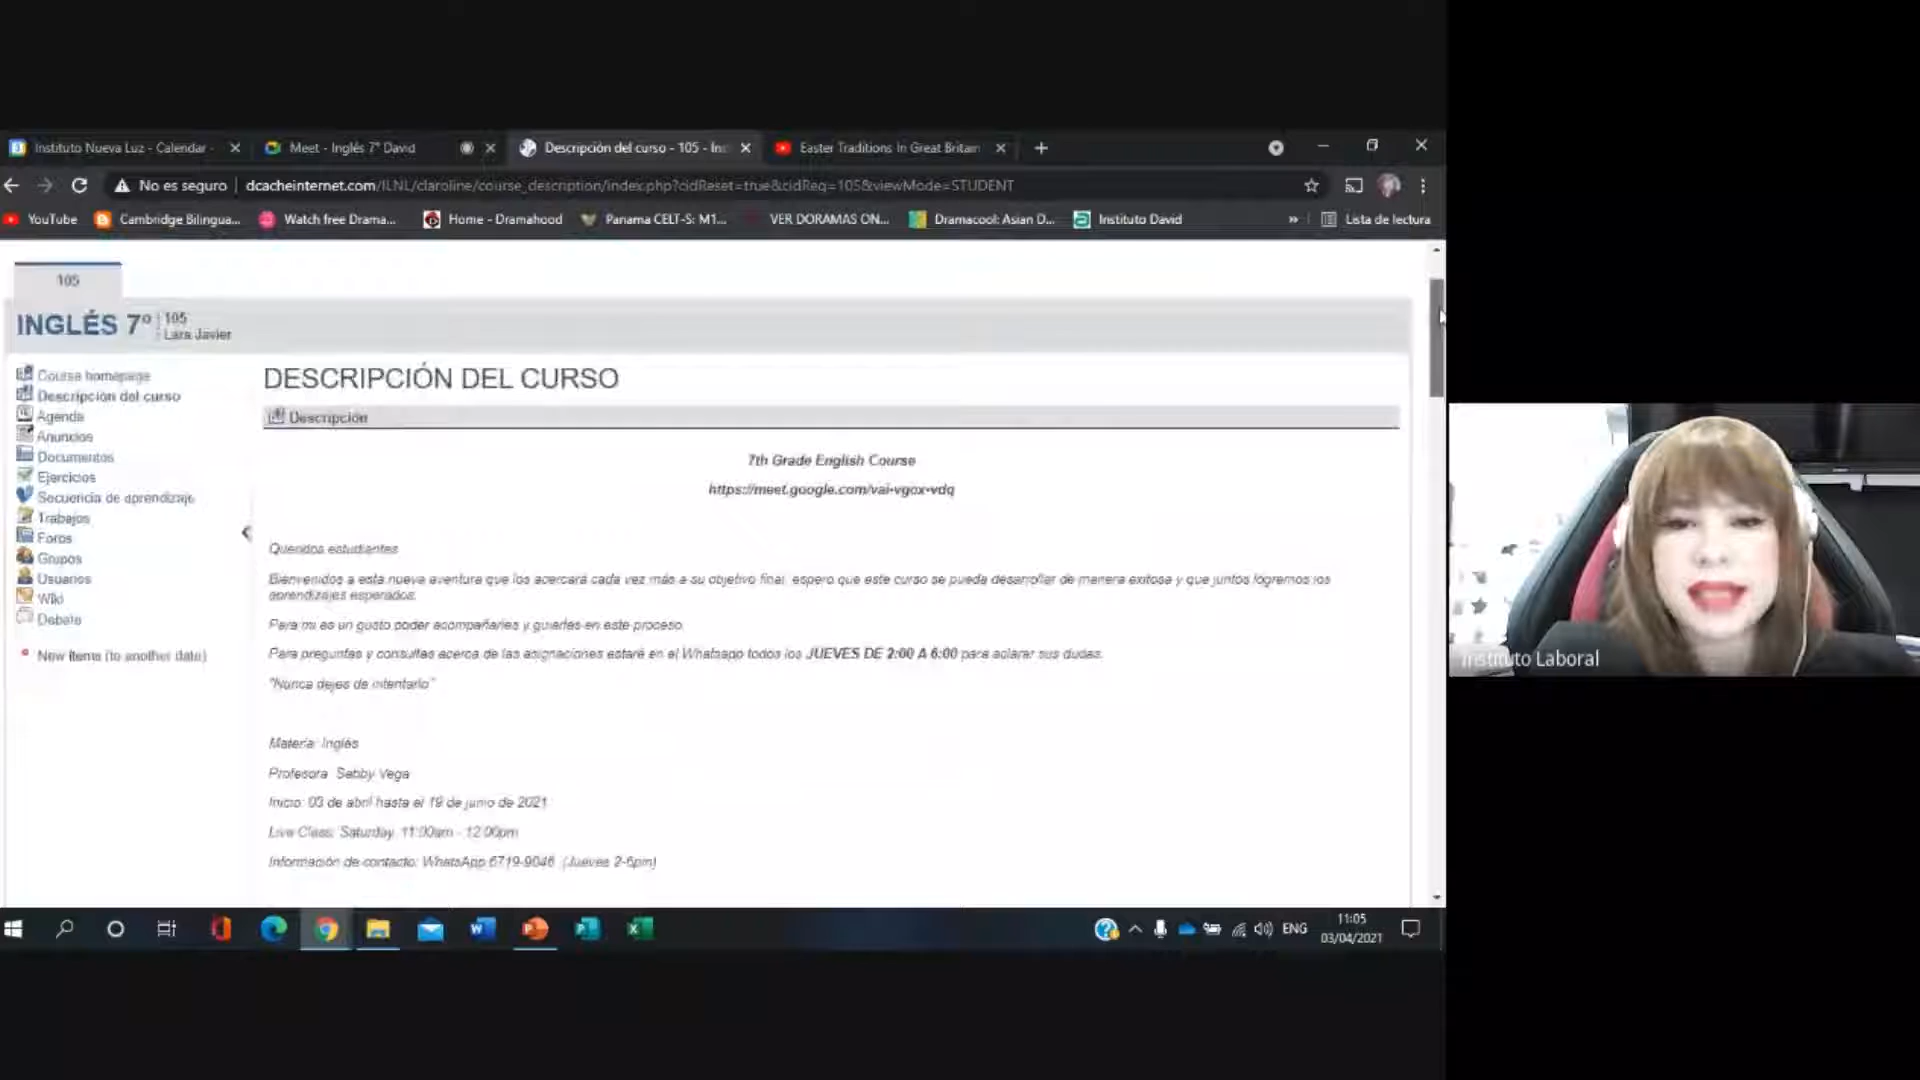 Instituto Nueva Luz - Calendar -
Meet - Inglés 7° David
Descripción del curso - 105 - Ins
Easter Traditions In Great Britain
No es seguro
dcacheinternet.com/ILNL/claroline/course_description/index.php?cidReset=true&cidReq=105&viewMode=STUDENT
YouTube
Cambridge Bilingua...
Watch free Drama...
Home - Dramahood
Panama CELT-S: M1...
VER DORAMAS ON...
Dramacool: Asian D...
Instituto David
»
Lista de lectura
105
INGLÉS 7º
105
Lara Javier
Course homepage
Descripción del curso
Agenda
Anuncios
Documentos
Ejercicios
Secuencia de aprendizaje
Trabajos
Foros
Grupos
Usuarios
Wiki
Debate
New items (to another date)
DESCRIPCIÓN DEL CURSO
Descripción
7th Grade English Course
https://meet.google.com/vai-vgox-vdq
Queridos estudiantes
Bienvenidos a esta nueva aventura que los acercará cada vez más a su objetivo final, espero que este curso se pueda desarrollar de manera exitosa y que juntos logremos los
aprendizajes esperados.
Para mi es un gusto poder acompañarles y guiarles en este proceso.
Para preguntas y consultas acerca de las asignaciones estaré en el Whatsapp todos los JUEVES DE 2:00 A 6:00 para aclarar sus dudas.
"Nunca dejes de intentarlo"
Materia: Inglés
Profesora: Sabby Vega
Inicio: 03 de abril hasta el 19 de junio de 2021
Live Class: Saturday 11:00am - 12:00pm
Información de contacto: WhatsApp 6719-9046 (Jueves 2-6pm)
ENG
11:05
03/04/2021
Instituto Laboral